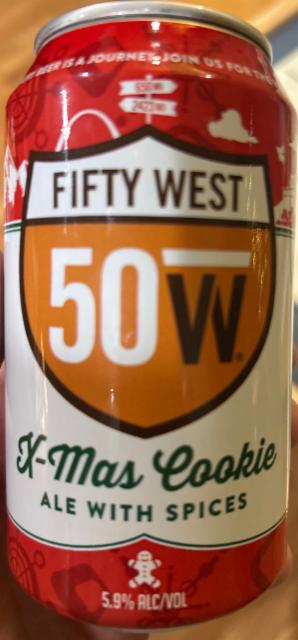 BEER IS A JOURNEY. JOIN US FOR THE
FIFTY WEST
50W
X-Mas Cookie
ALE WITH SPICES
5.9% ALC/VOL